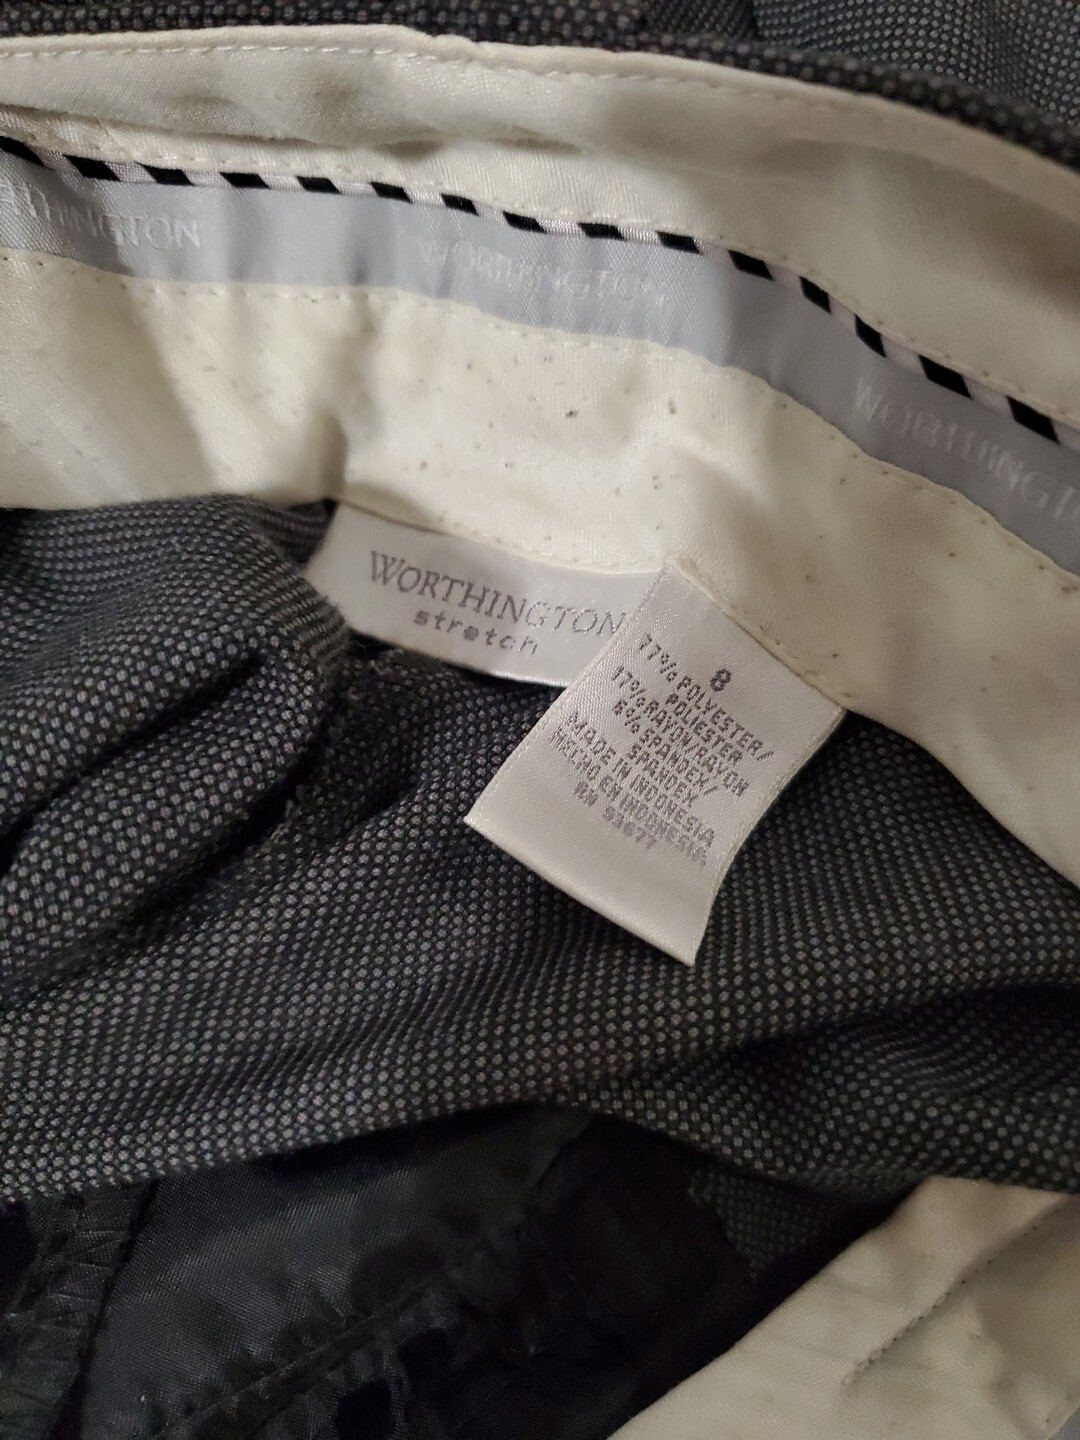 WORTHINGTON
WORTHINGTON
WORTHINGTO
WORTHINGTON
stretch
8
77% POLYESTER/
POLIESTER
17% RAYON/RAYON
6% SPANDEX/
SPANDEX
MADE IN INDONESIA
HECHO EN INDONESIA
RN 93677